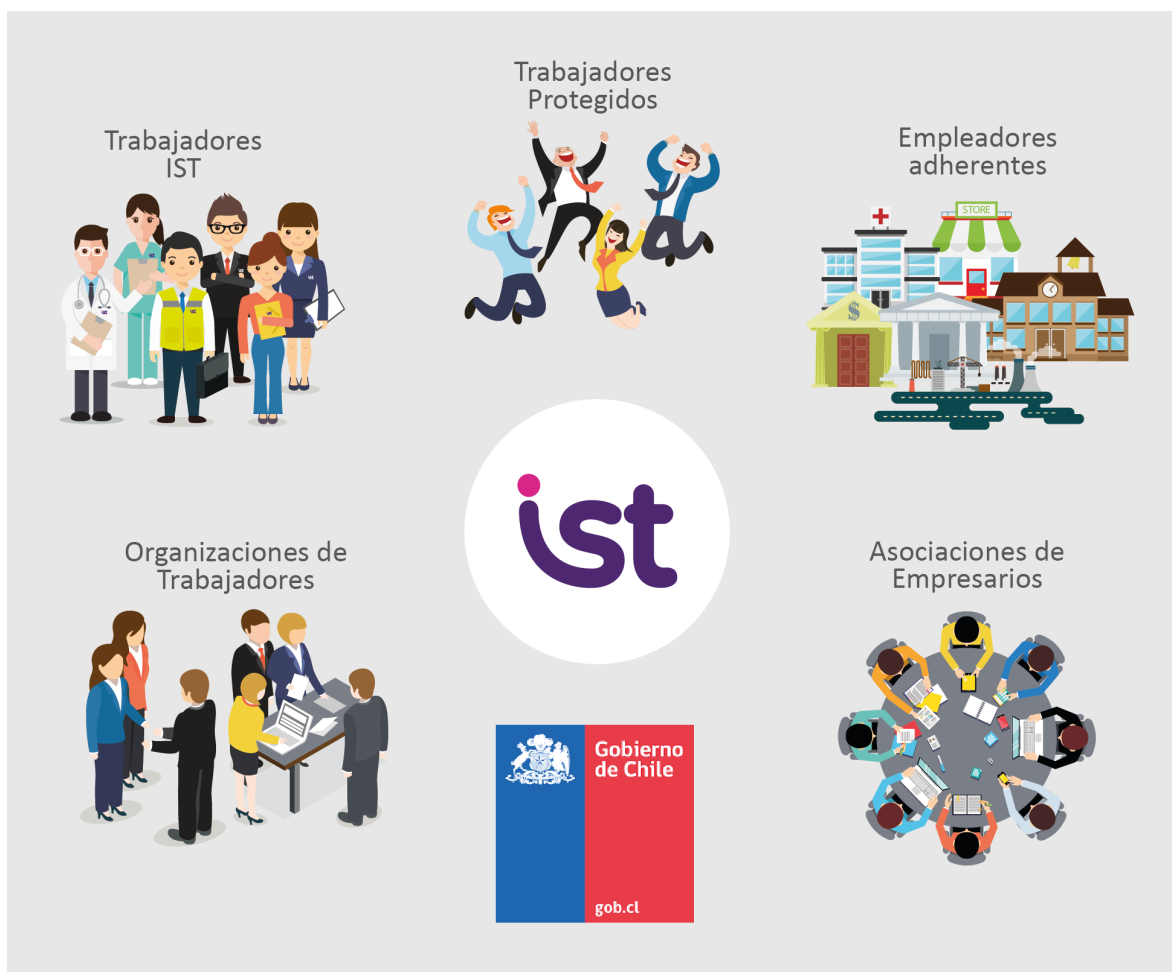 Trabajadores
Protegidos
Trabajadores
IST
Empleadores
adherentes
STORE
$
ist
Organizaciones de
Trabajadores
Asociaciones de
Empresarios
Gobierno
de Chile
gob.cl